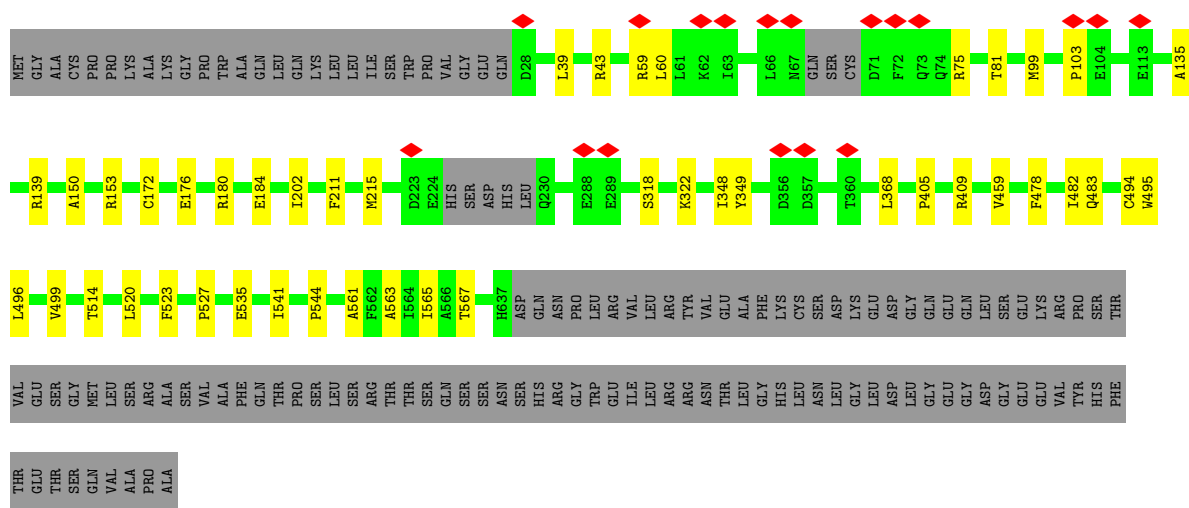 MET GLY ALA CYS PRO PRO LYS ALA LYS GLY PRO TRP ALA GLN LEU GLN LYS LEU LEU ILE SER TRP PRO VAL GLY GLU GLN D28 L39 R43 R59 L60 L61 K62 I63 L66 N67 GLN SER CYS D71 F72 Q73 Q74 R75 T81 M99 P103 E104 E113 A135
R139 A150 R153 C172 E176 R180 E184 I202 F211 M215 D223 E224 HIS SER ASP HIS LEU Q230 E288 E289 S318 K322 I348 Y349 D356 D357 T360 L368 P405 R409 V459 F478 I482 Q483 C494 W495
L496 V499 T514 L520 F523 P527 E535 I541 P544 A561 F562 A563 I564 I565 A566 T567 H637 ASP GLN ASN PRO LEU ARG VAL LEU ARG TYR VAL GLU ALA PHE LYS CYS SER ASP LYS GLU ASP GLY GLN GLU GLN LEU SER GLU LYS ARG PRO SER THR
VAL GLU SER GLY MET LEU SER ARG ALA SER VAL ALA PHE GLN THR PRO SER LEU SER ARG THR THR SER GLN SER SER ASN SER HIS ARG GLY TRP GLU ILE LEU ARG ARG ASN THR LEU GLY HIS LEU ASN LEU GLY LEU ASP LEU GLY GLU GLY ASP GLY GLU GLU VAL TYR HIS PHE
THR GLU THR SER GLN VAL ALA PRO ALA